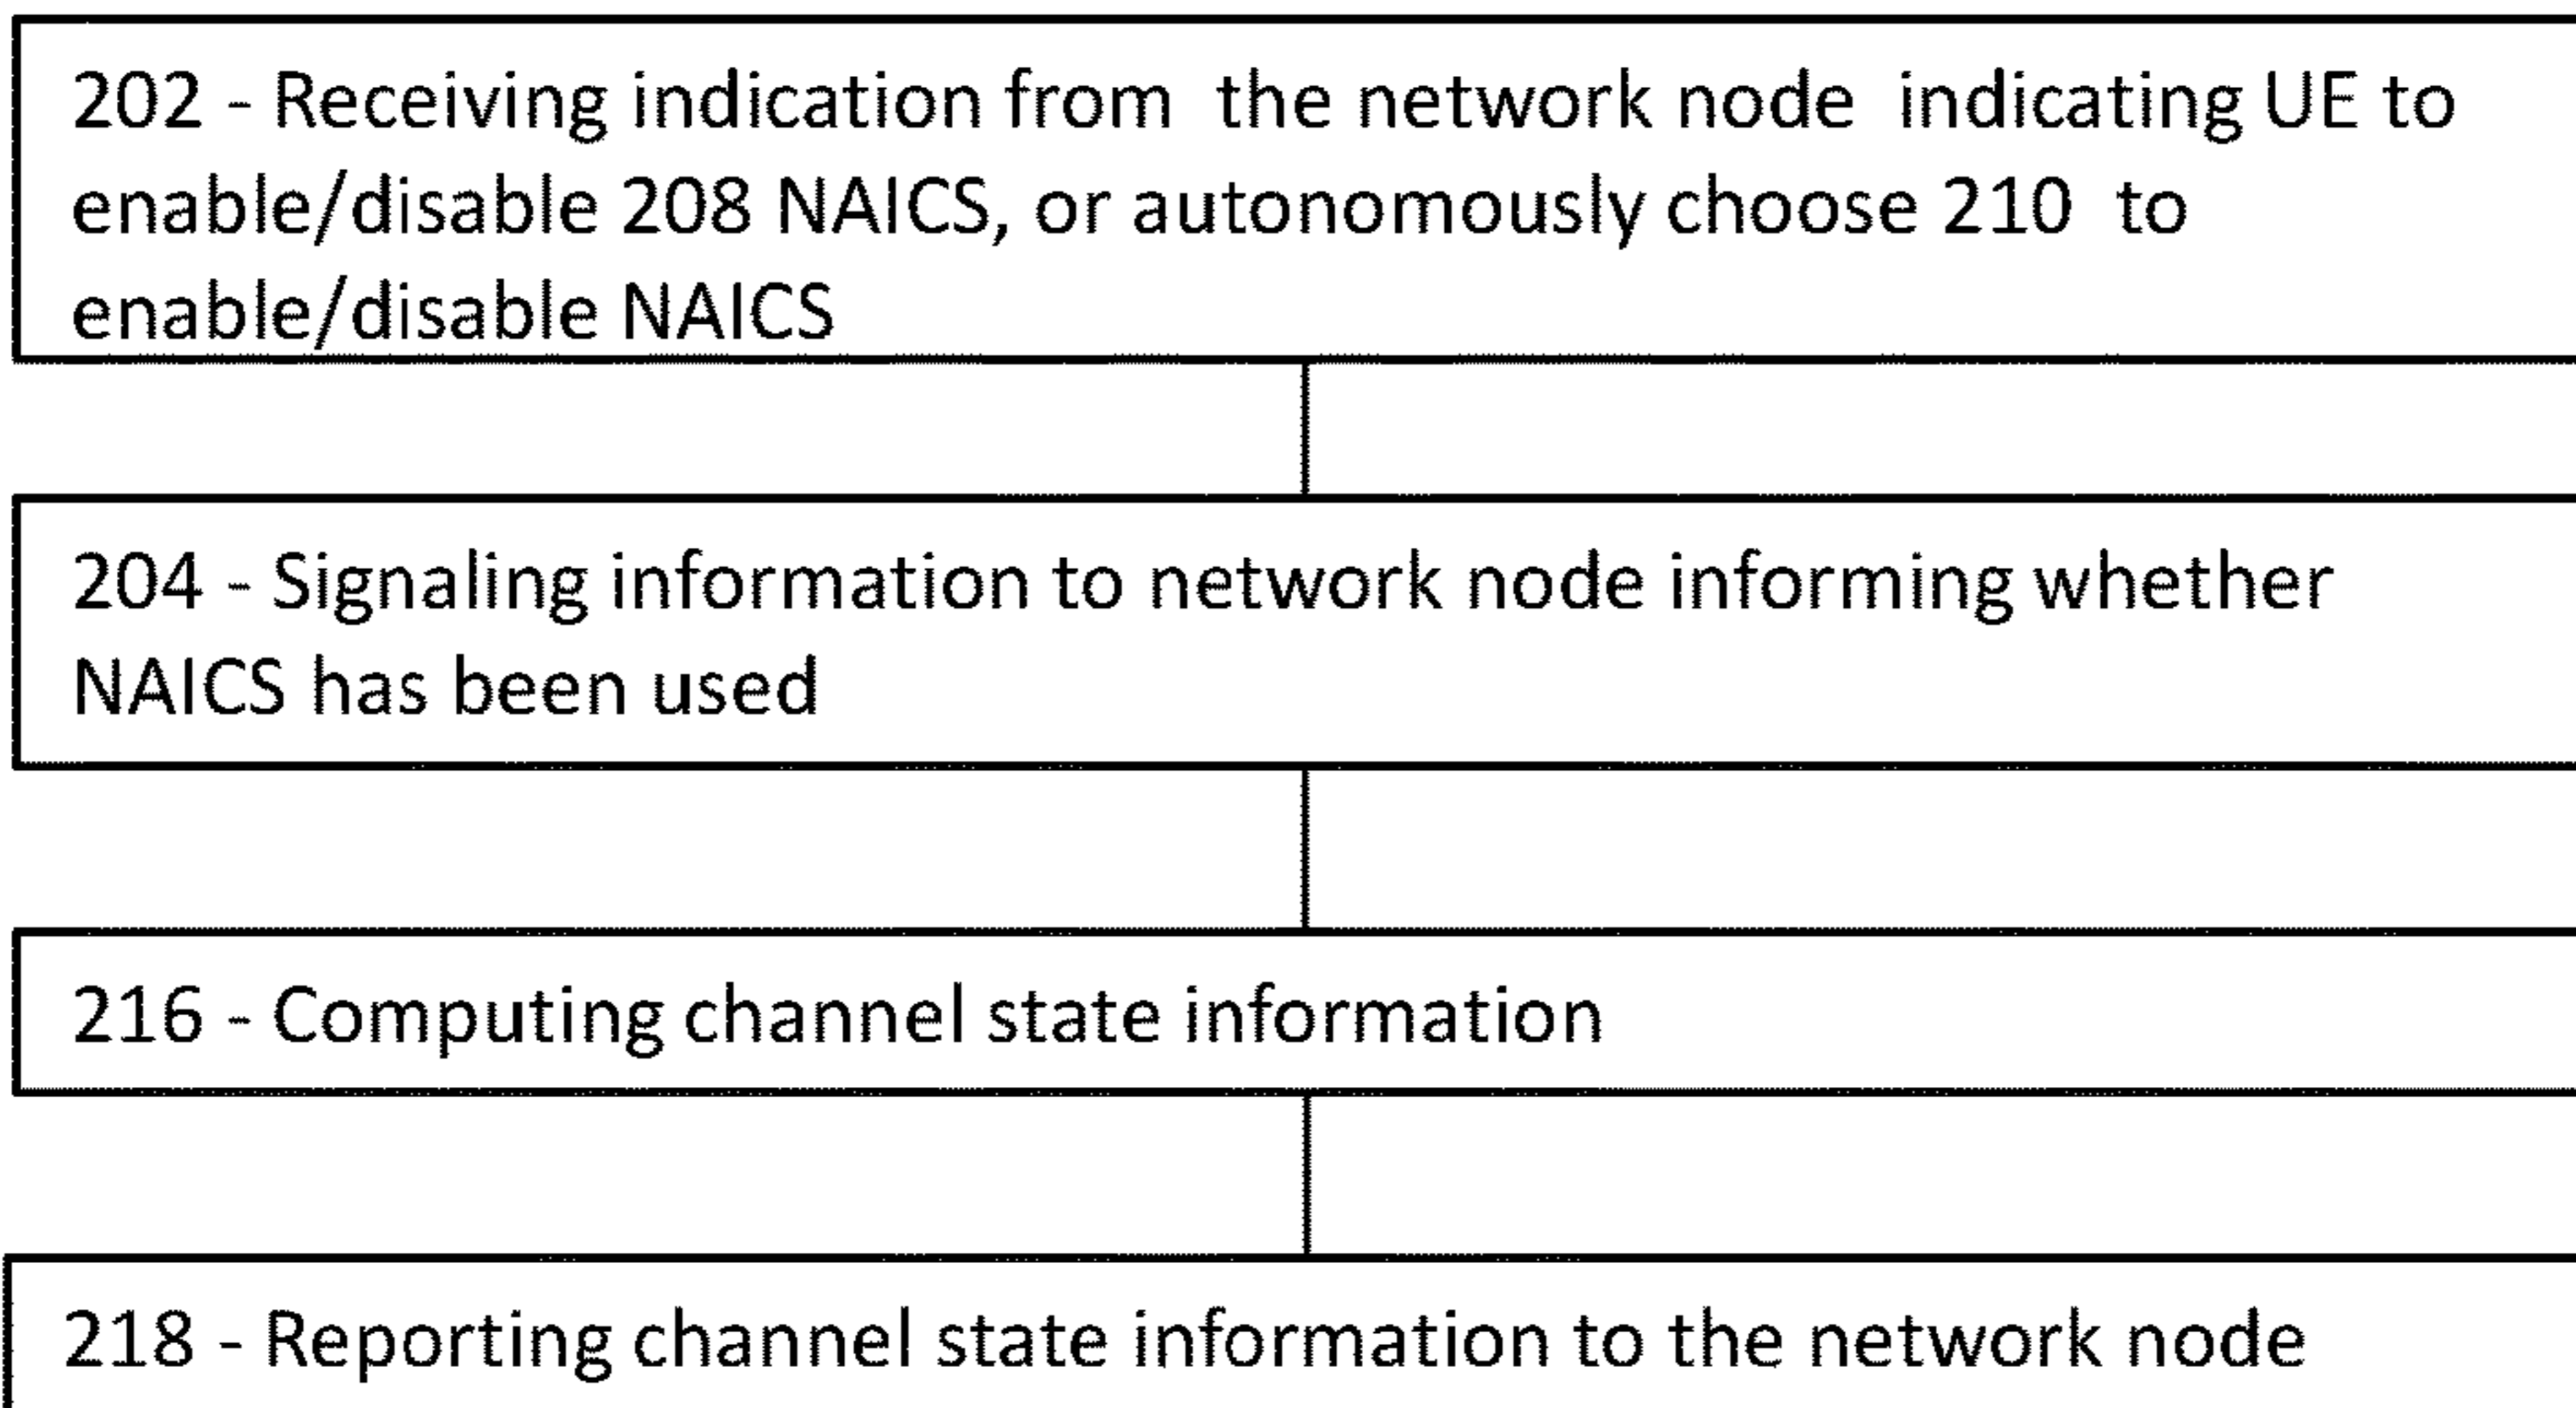 202 - Receiving indication from the network node indicating UE to
enable/disable 208 NAICS, or autonomously choose 210 to
enable/disable NAICS
204 - Signaling information to network node informing whether
NAICS has been used
216 - Computing channel state information
218 - Reporting channel state information to the network node